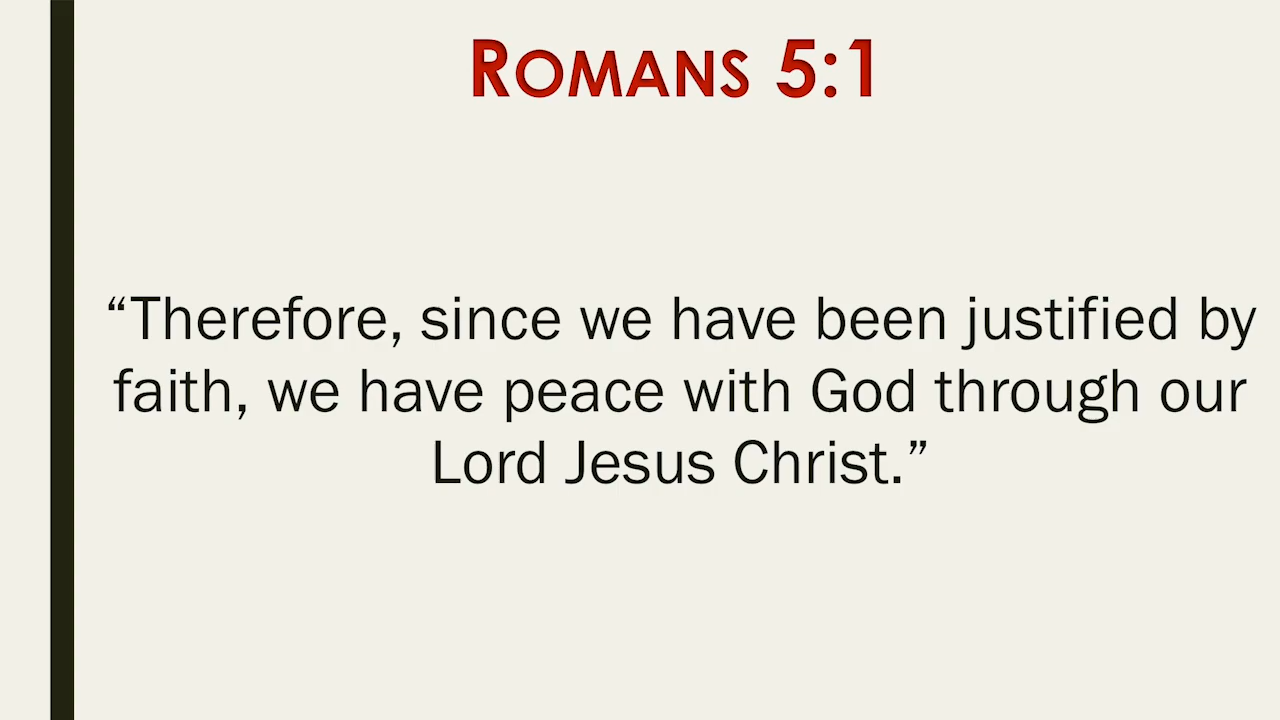 ROMANS 5:1
“Therefore, since we have been justified by
faith, we have peace with God through our
Lord Jesus Christ.”